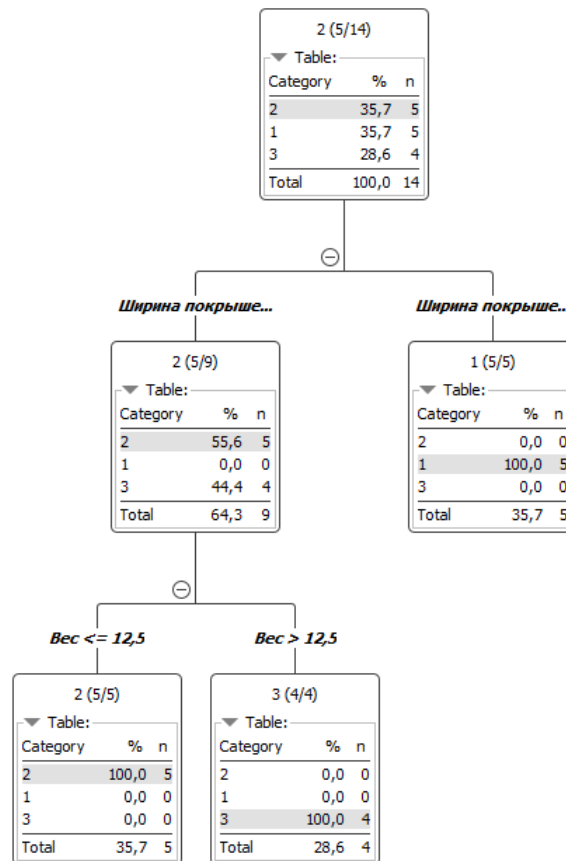 2 (5/14)
Table:
Category % n
2 35,7 5
1 35,7 5
3 28,6 4
Total 100,0 14
Ширина покрыше...
Ширина покрыше...
2 (5/9)
Table:
Category % n
2 55,6 5
1 0,0 0
3 44,4 4
Total 64,3 9
1 (5/5)
Table:
Category % n
2 0,0 0
1 100,0 5
3 0,0 0
Total 35,7 5
Вес <= 12,5
Вес > 12,5
2 (5/5)
Table:
Category % n
2 100,0 5
1 0,0 0
3 0,0 0
Total 35,7 5
3 (4/4)
Table:
Category % n
2 0,0 0
1 0,0 0
3 100,0 4
Total 28,6 4